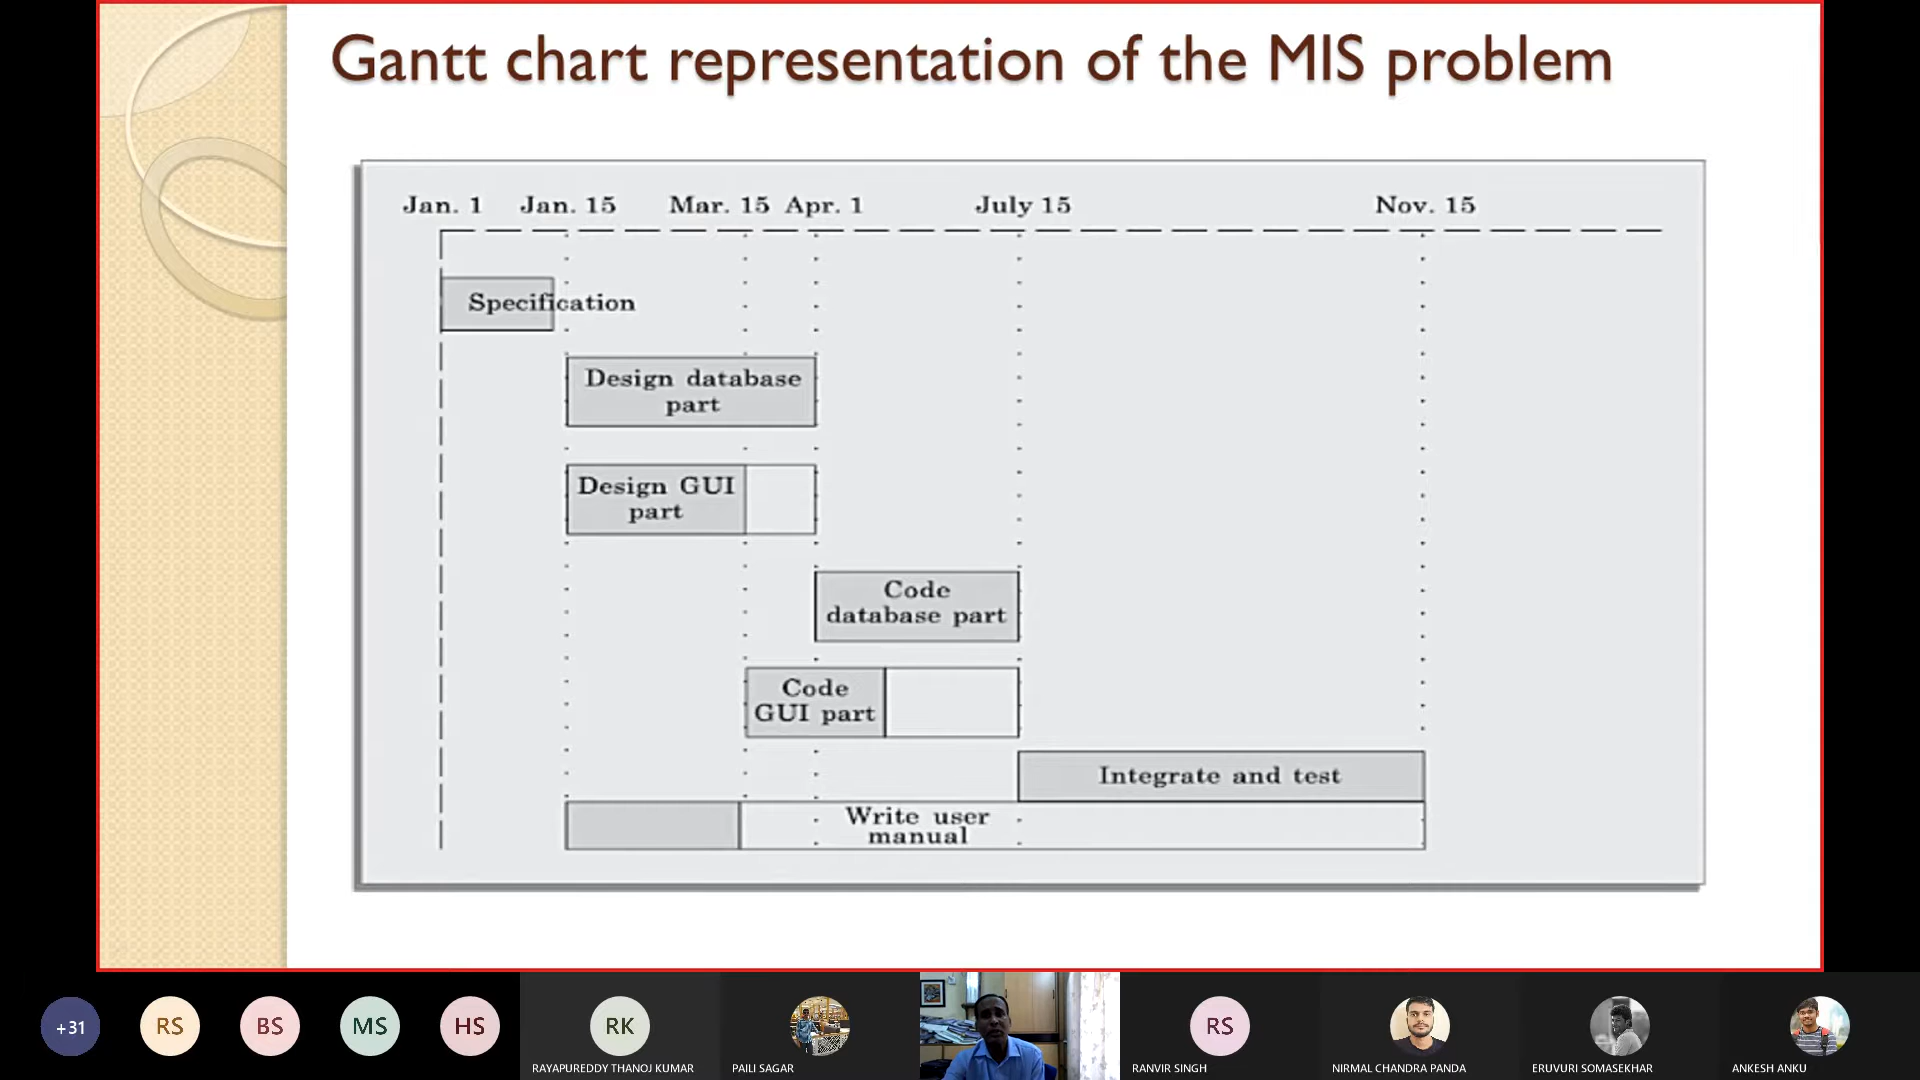 Gantt chart representation of the MIS problem
Jan. 1 Jan. 15 Mar. 15 Apr. 1 July 15 Nov. 15
Specification
Design database
part
Design GUI
part
Code
database part
Code
GUI part
Integrate and test
Write user
manual
+31 RS BS MS HS RK RS
RAYAPUREDDY THANOJ KUMAR PAILI SAGAR RANVIR SINGH NIRMAL CHANDRA PANDA ERUVURI SOMASEKHAR ANKESH ANKU